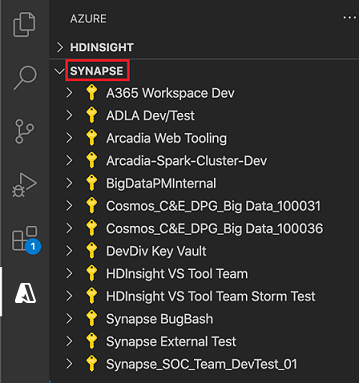 AZURE
HDINSIGHT
SYNAPSE
A365 Workspace Dev
ADLA Dev/Test
Arcadia Web Tooling
Arcadia-Spark-Cluster-Dev
BigDataPMInternal
Cosmos_C&E_DPG_Big Data_100031
Cosmos_C&E_DPG_Big Data_100036
DevDiv Key Vault
1
HDInsight VS Tool Team
HDInsight VS Tool Team Storm Test
Synapse BugBash
Synapse External Test
Synapse_SOC_Team_DevTest_01